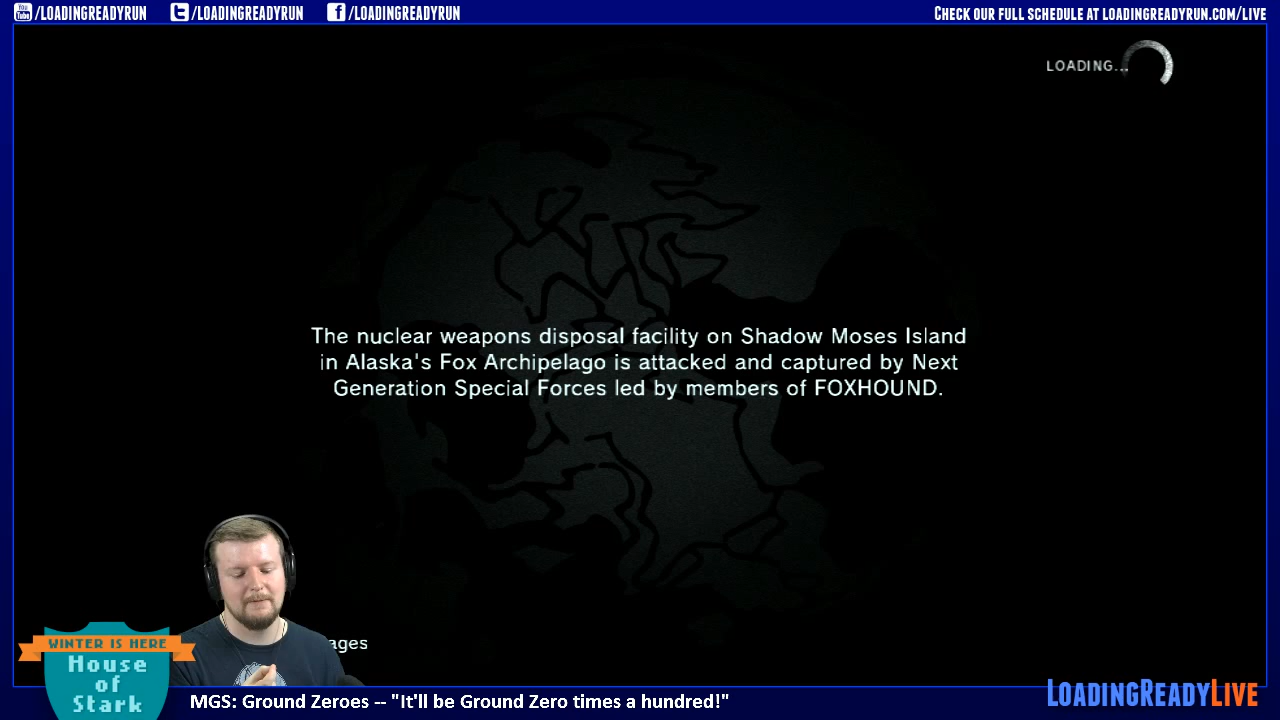 /LOADINGREADYRUN /LOADINGREADYRUN /LOADINGREADYRUN CHECK OUR FULL SCHEDULE AT LOADINGREADYRUN.COM/LIVE
LOADING...
The nuclear weapons disposal facility on Shadow Moses Island
in Alaska's Fox Archipelago is attacked and captured by Next
Generation Special Forces led by members of FOXHOUND.
ages
WINTER IS HERE
House
of
Stark
MGS: Ground Zeroes -- "It'll be Ground Zero times a hundred!"
LOADINGREADYLIVE